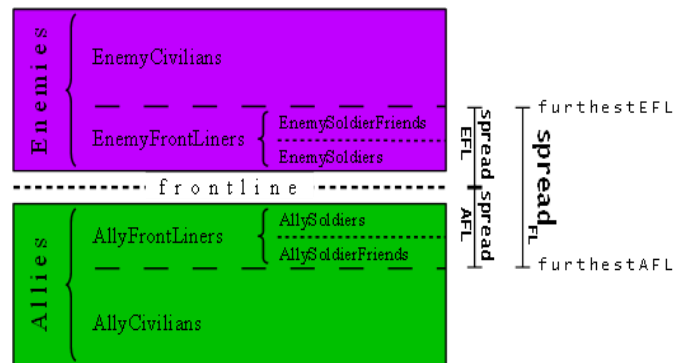 Enemies
EnemyCivilians
EnemyFrontLiners
EnemySoldierFriends
EnemySoldiers
frontline
Allies
AllyFrontLiners
AllySoldiers
AllySoldierFriends
AllyCivilians
spread EFL
spread AFL
spread FL
furthestEFL
furthestAFL